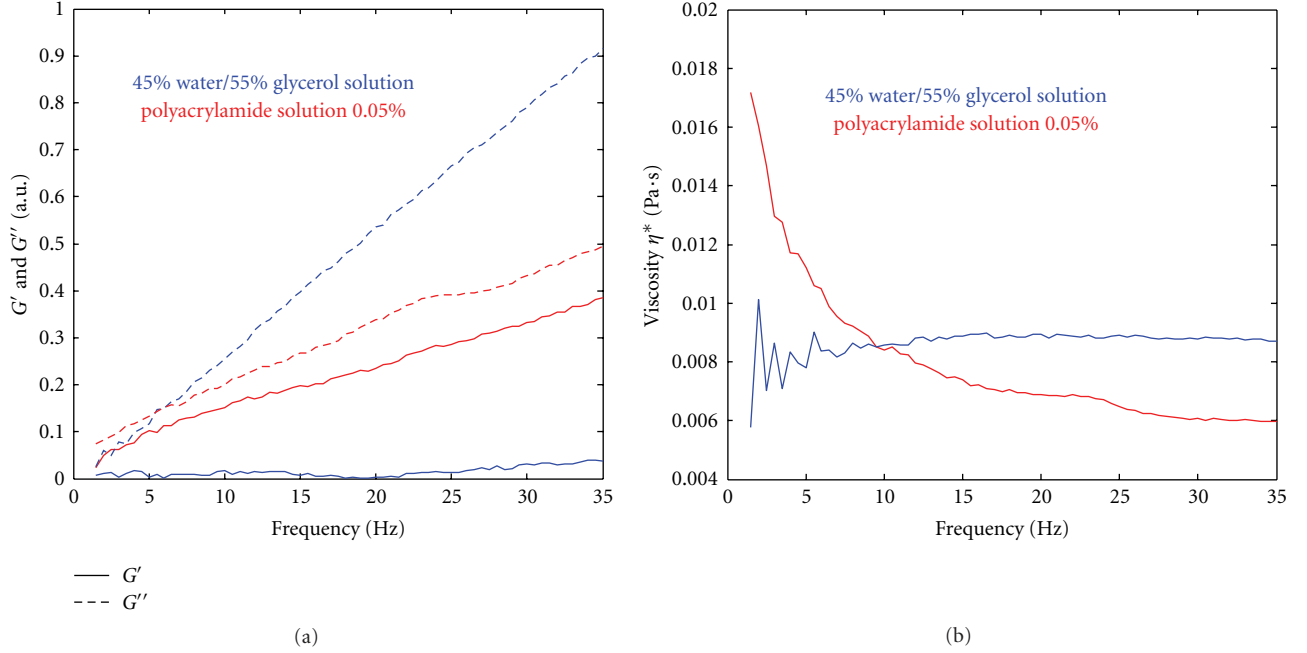 1
0.9
0.8
0.7
0.6
0.5
0.4
0.3
0.2
0.1
0
G′ and G′′ (a.u.)
45% water/55% glycerol solution
polyacrylamide solution 0.05%
0 5 10 15 20 25 30 35
Frequency (Hz)
G′
G′′
(a)
0.02
0.018
0.016
0.014
0.012
0.01
0.008
0.006
0.004
Viscosity η* (Pa·s)
45% water/55% glycerol solution
polyacrylamide solution 0.05%
0 5 10 15 20 25 30 35
Frequency (Hz)
(b)